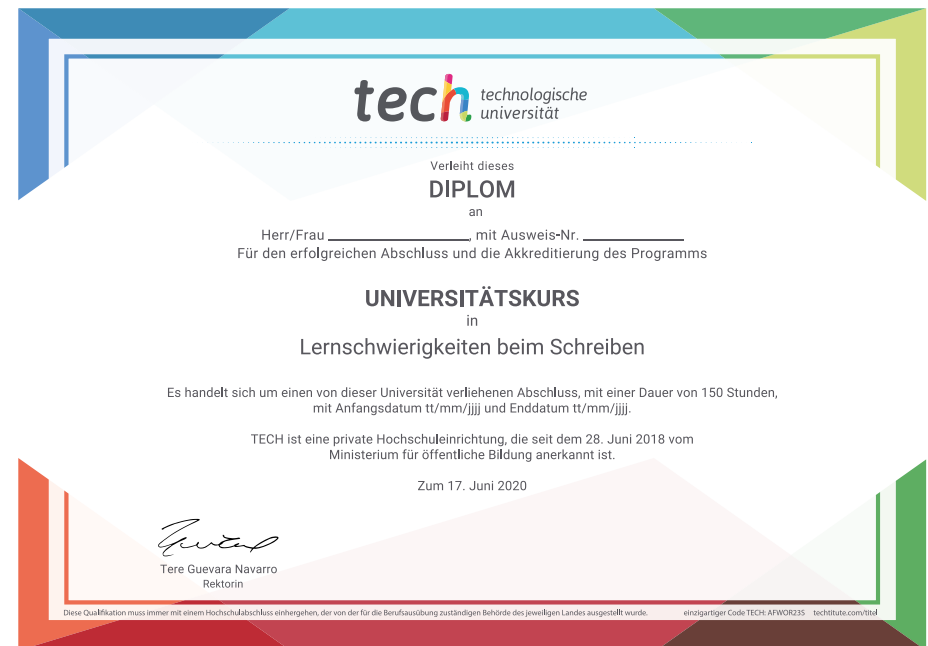 tech technologische
universität
Verleiht dieses
DIPLOM
an
Herr/Frau ____________________, mit Ausweis-Nr. ______________
Für den erfolgreichen Abschluss und die Akkreditierung des Programms
UNIVERSITÄTSKURS
in
Lernschwierigkeiten beim Schreiben
Es handelt sich um einen von dieser Universität verliehenen Abschluss, mit einer Dauer von 150 Stunden,
mit Anfangsdatum tt/mm/jjjj und Enddatum tt/mm/jjjj.
TECH ist eine private Hochschuleinrichtung, die seit dem 28. Juni 2018 vom
Ministerium für öffentliche Bildung anerkannt ist.
Zum 17. Juni 2020
Tere Guevara Navarro
Rektorin
Diese Qualifikation muss immer mit einem Hochschulabschluss einhergehen, der von der für die Berufsausübung zuständigen Behörde des jeweiligen Landes ausgestellt wurde. einzigartiger Code TECH: AFWOR23S techtitute.com/titel